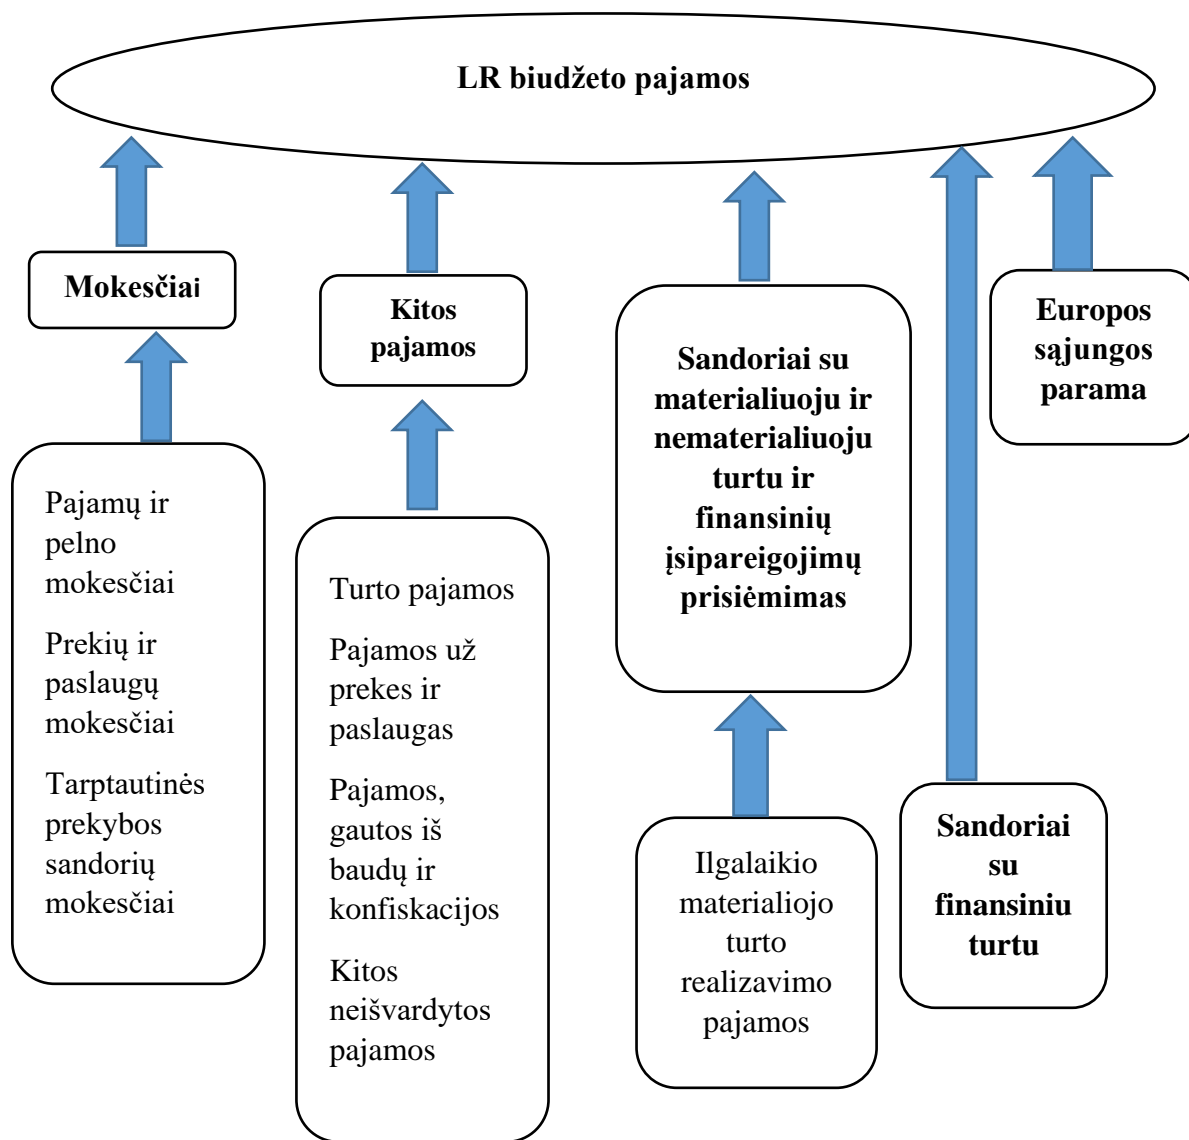 LR biudžeto pajamos
Mokesčiai
Kitos
pajamos
Sandoriai su
materialiuoju ir
nematerialiuoju
turtu ir
finansinių
įsipareigojimų
prisiėmimas
Europos
sąjungos
parama
Pajamų ir
pelno
mokesčiai
Prekių ir
paslaugų
mokesčiai
Tarptautinės
prekybos
sandorių
mokesčiai
Turto pajamos
Pajamos už
prekes ir
paslaugas
Pajamos,
gautos iš
baudų ir
konfiskacijos
Kitos
neišvardytos
pajamos
Ilgalaikio
materialiojo
turto
realizavimo
pajamos
Sandoriai
su
finansiniu
turtu